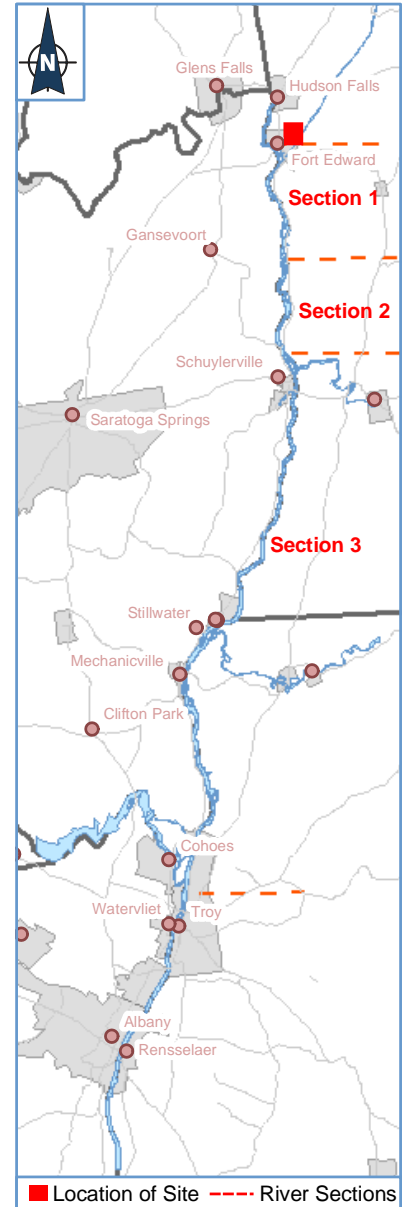 N
Glens Falls
Hudson Falls
Fort Edward
Section 1
Gansevoort
Section 2
Schuylerville
Saratoga Springs
Section 3
Stillwater
Mechanicville
Clifton Park
Cohoes
Watervliet
Troy
Albany
Rensselaer
Location of Site
River Sections